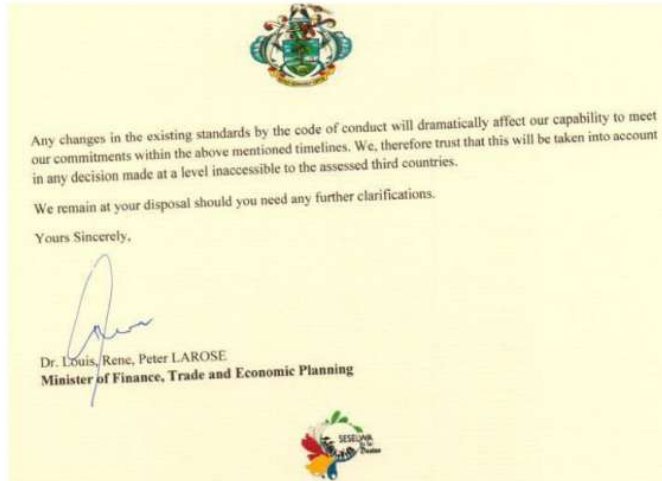 Any changes in the existing standards by the code of conduct will dramatically affect our capability to meet
our commitments within the above mentioned timelines. We, therefore trust that this will be taken into account
in any decision made at a level inaccessible to the assessed third countries.
We remain at your disposal should you need any further clarifications.
Yours Sincerely,
Dr. Louis, Rene, Peter LAROSE
Minister of Finance, Trade and Economic Planning
SESELWA